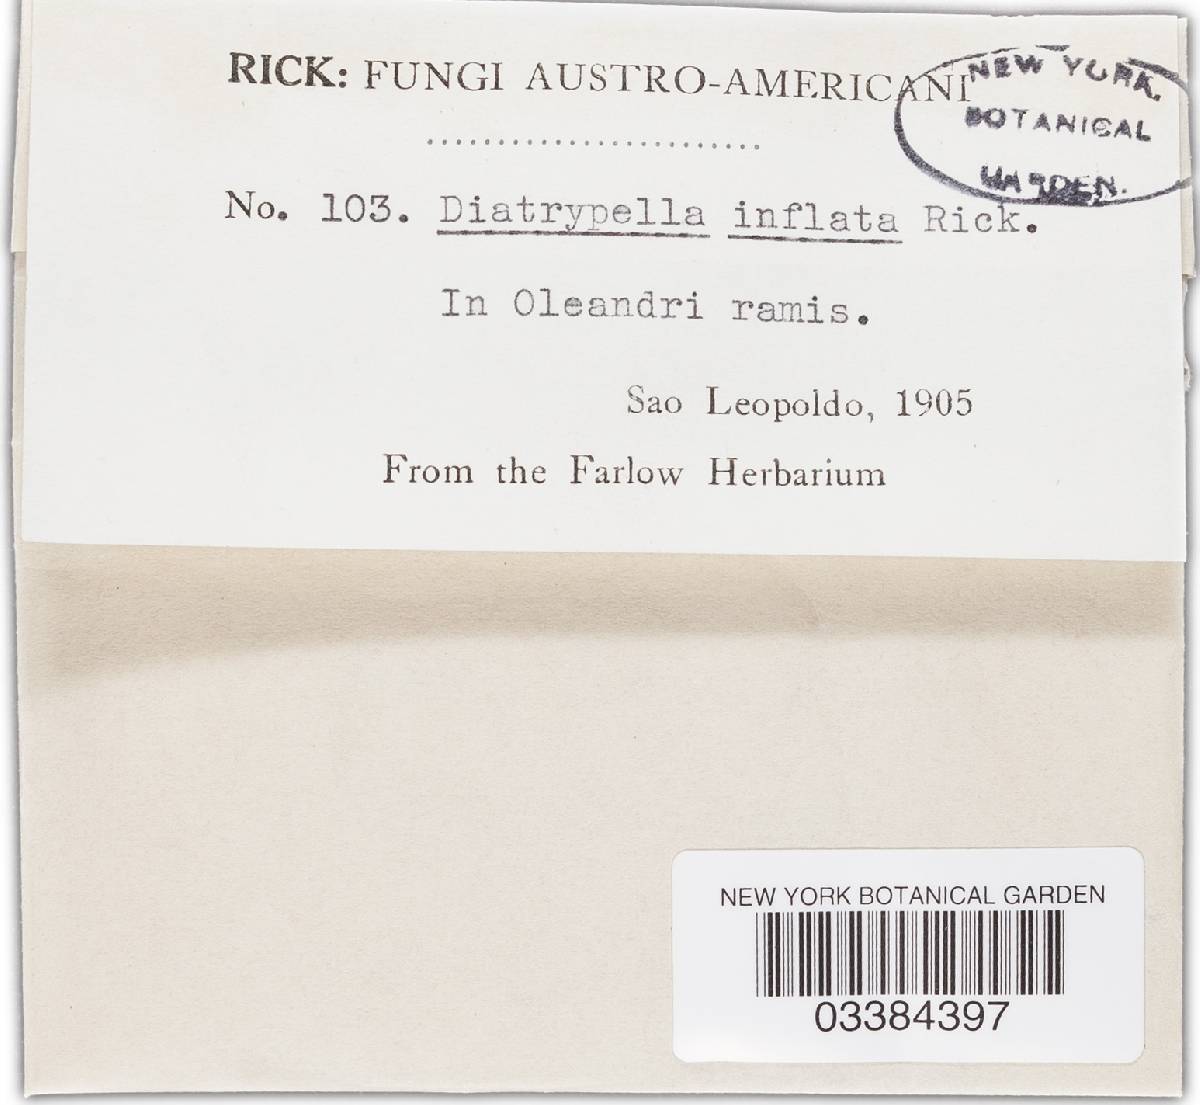 RICK: FUNGI AUSTRO-AMERICANI
NEW YORK.
BOTANICAL
GARDEN.
No. 103. Diatrypella inflata Rick.
In Oleandri ramis.
Sao Leopoldo, 1905
From the Farlow Herbarium
NEW YORK BOTANICAL GARDEN
03384397